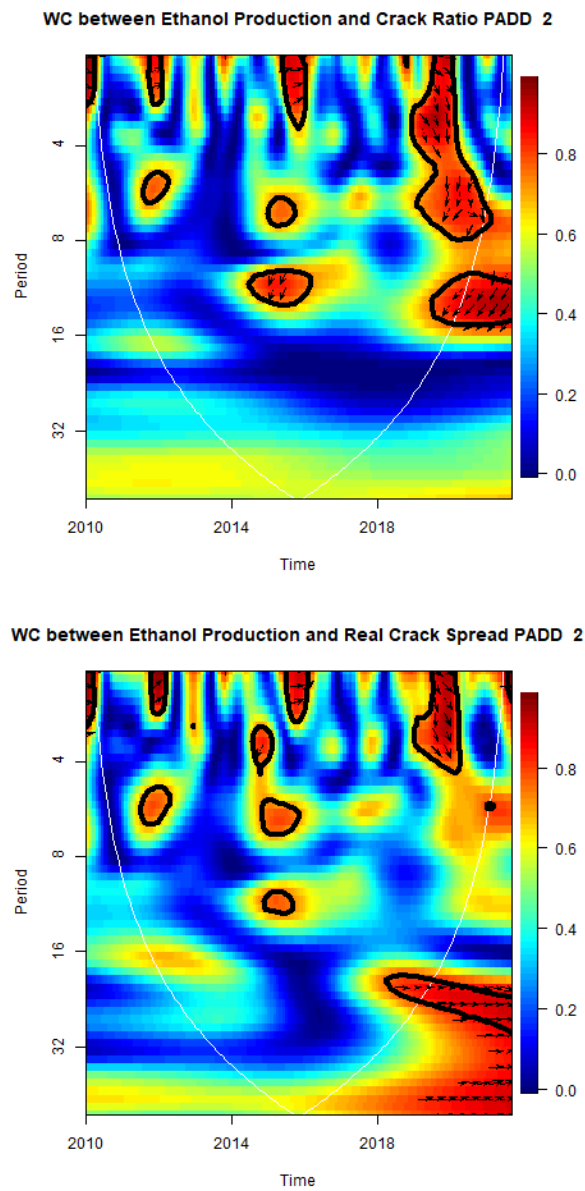 WC between Ethanol Production and Crack Ratio PADD 2
4
8
16
32
Period
2010 2014 2018
Time
0.8
0.6
0.4
0.2
0.0
WC between Ethanol Production and Real Crack Spread PADD 2
4
8
16
32
Period
2010 2014 2018
Time
0.8
0.6
0.4
0.2
0.0